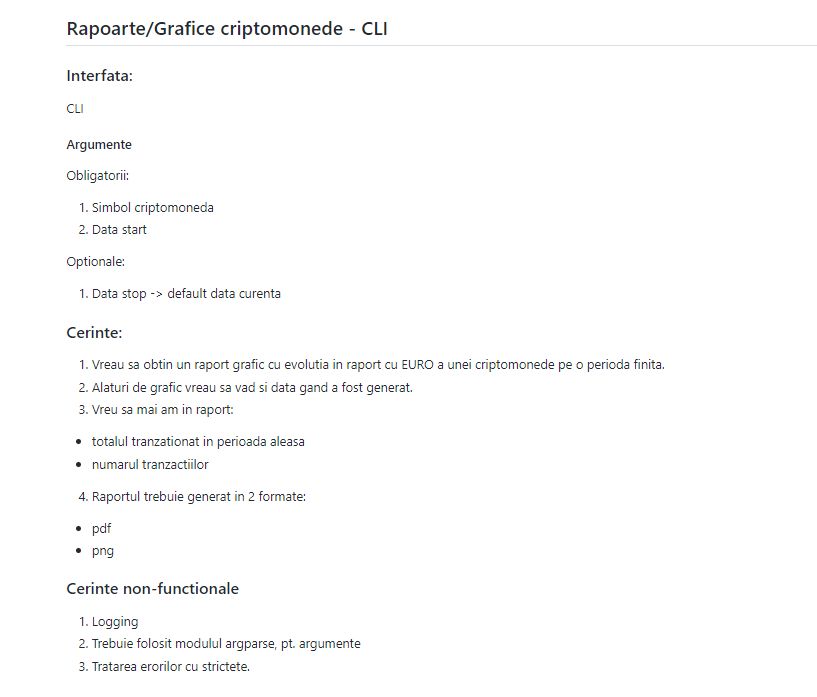 Rapoarte/Grafice criptomonede - CLI
Interfata:
CLI
Argumente
Obligatorii:
1. Simbol criptomoneda
2. Data start
Optionale:
1. Data stop -> default data curenta
Cerinte:
1. Vreau sa obtin un raport grafic cu evolutia in raport cu EURO a unei criptomonede pe o perioda finita.
2. Alaturi de grafic vreau sa vad si data gand a fost generat.
3. Vreu sa mai am in raport:
• totalul tranzationat in perioada aleasa
• numarul tranzactiilor
4. Raportul trebuie generat in 2 formate:
• pdf
• png
Cerinte non-functionale
1. Logging
2. Trebuie folosit modulul argparse, pt. argumente
3. Tratarea erorilor cu strictete.